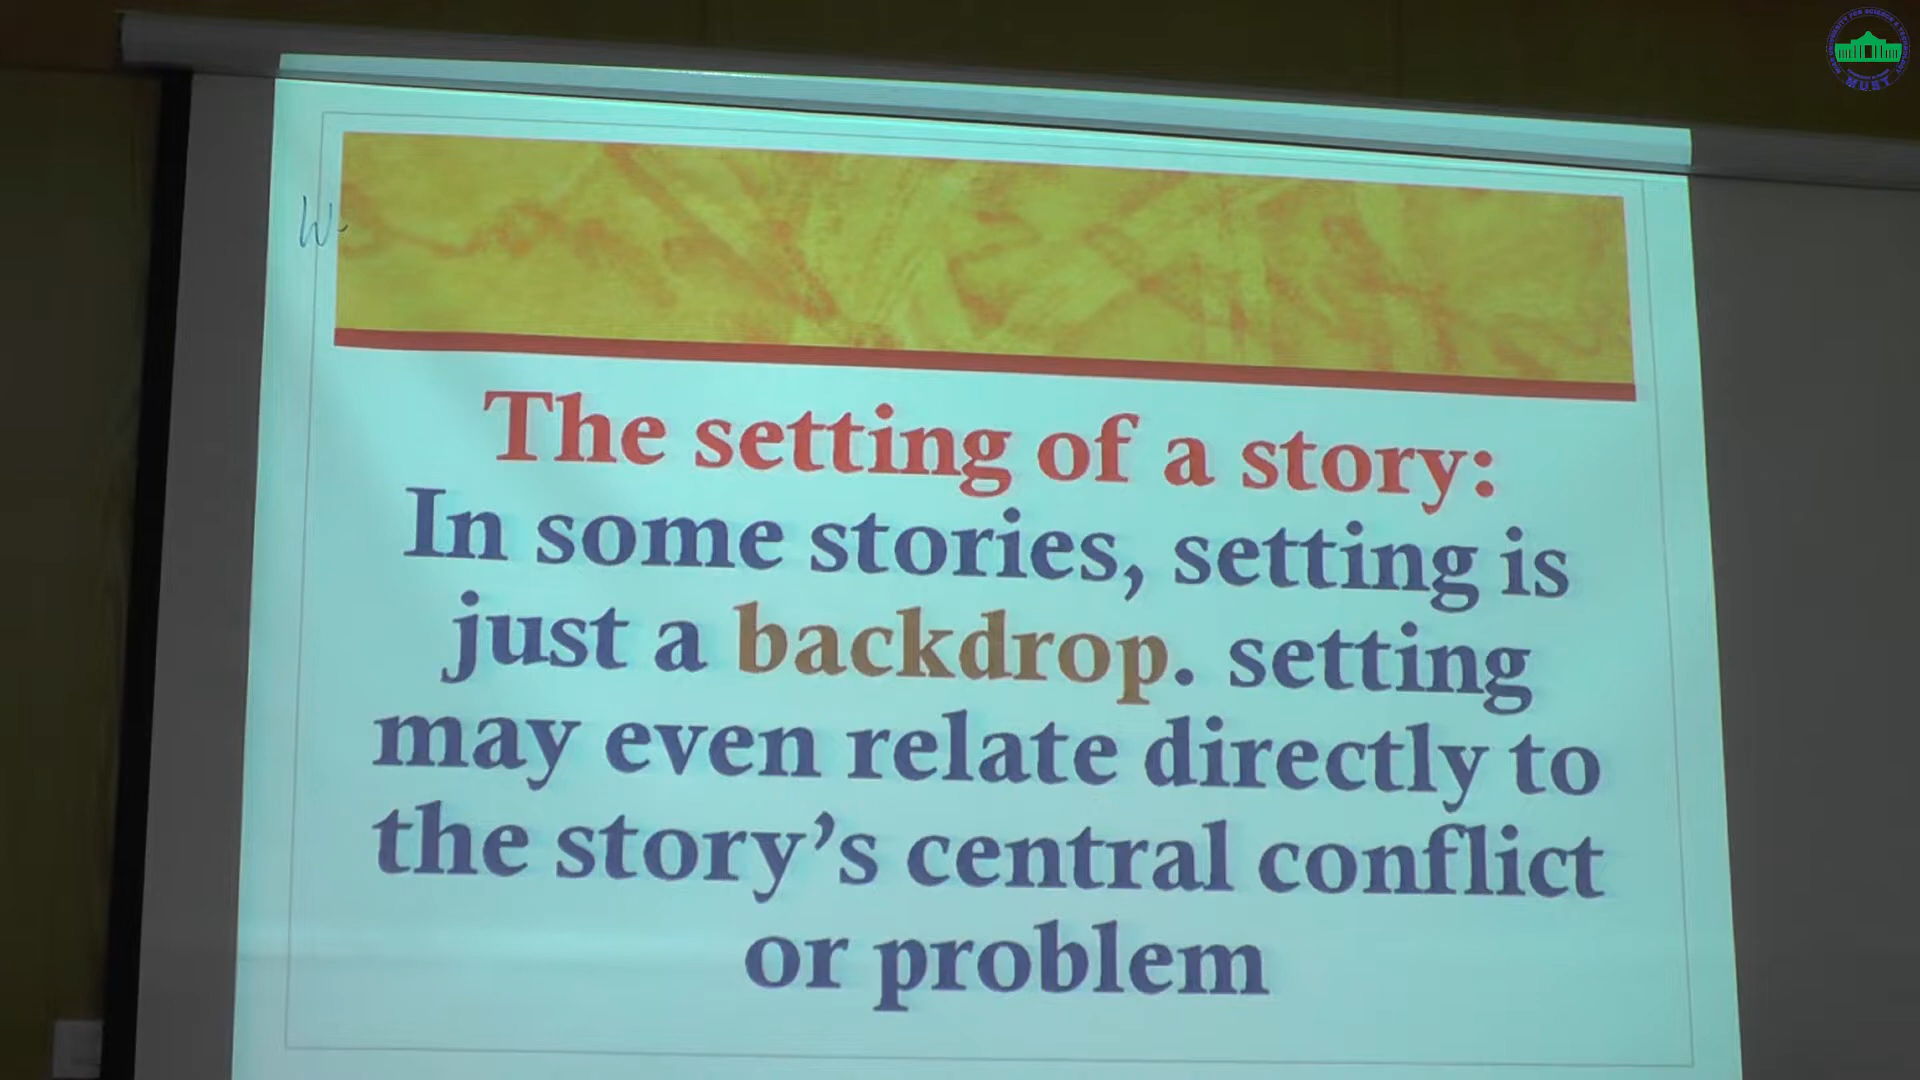 MUST
W
The setting of a story:
In some stories, setting is
just a backdrop. setting
may even relate directly to
the story’s central conflict
or problem